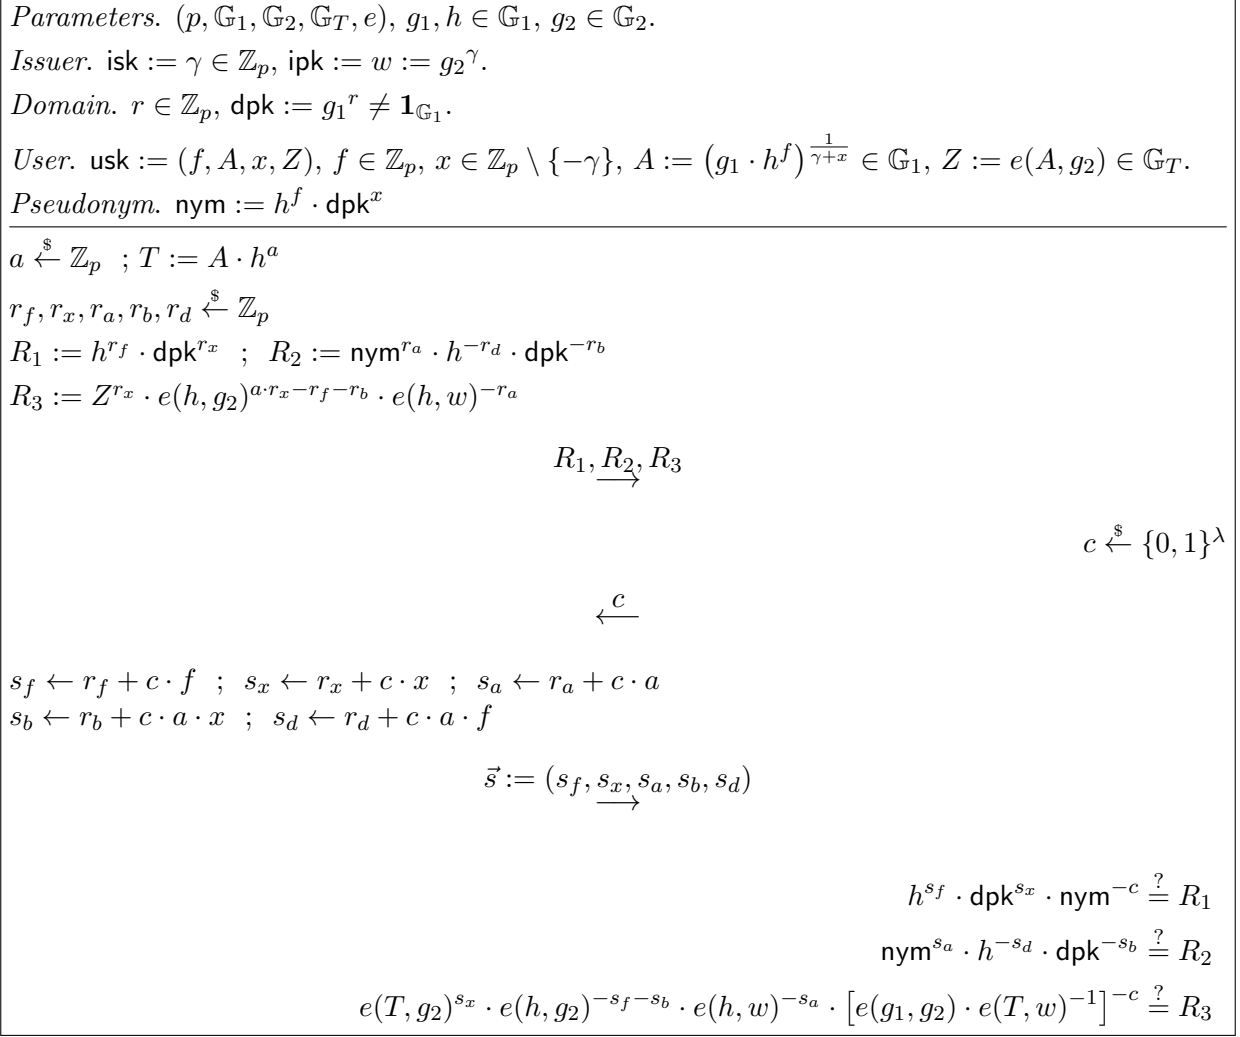 Parameters. (p, 𝔾₁, 𝔾₂, 𝔾_T, e), g₁, h ∈ 𝔾₁, g₂ ∈ 𝔾₂.
Issuer. isk := γ ∈ ℤ_p, ipk := w := g₂^γ.
Domain. r ∈ ℤ_p, dpk := g₁^r ≠ 1_{𝔾₁}.
User. usk := (f, A, x, Z), f ∈ ℤ_p, x ∈ ℤ_p \ {−γ}, A := (g₁ · h^f)^{1/(γ+x)} ∈ 𝔾₁, Z := e(A, g₂) ∈ 𝔾_T.
Pseudonym. nym := h^f · dpk^x
a ←$ ℤ_p ; T := A · h^a
r_f, r_x, r_a, r_b, r_d ←$ ℤ_p
R₁ := h^{r_f} · dpk^{r_x} ; R₂ := nym^{r_a} · h^{−r_d} · dpk^{−r_b}
R₃ := Z^{r_x} · e(h, g₂)^{a·r_x−r_f−r_b} · e(h, w)^{−r_a}
R₁, R₂, R₃
⟶
c ←$ {0, 1}^λ
c
⟵
s_f ← r_f + c · f ; s_x ← r_x + c · x ; s_a ← r_a + c · a
s_b ← r_b + c · a · x ; s_d ← r_d + c · a · f
s⃗ := (s_f, s_x, s_a, s_b, s_d)
⟶
h^{s_f} · dpk^{s_x} · nym^{−c} ≟ R₁
nym^{s_a} · h^{−s_d} · dpk^{−s_b} ≟ R₂
e(T, g₂)^{s_x} · e(h, g₂)^{−s_f−s_b} · e(h, w)^{−s_a} · [e(g₁, g₂) · e(T, w)^{−1}]^{−c} ≟ R₃